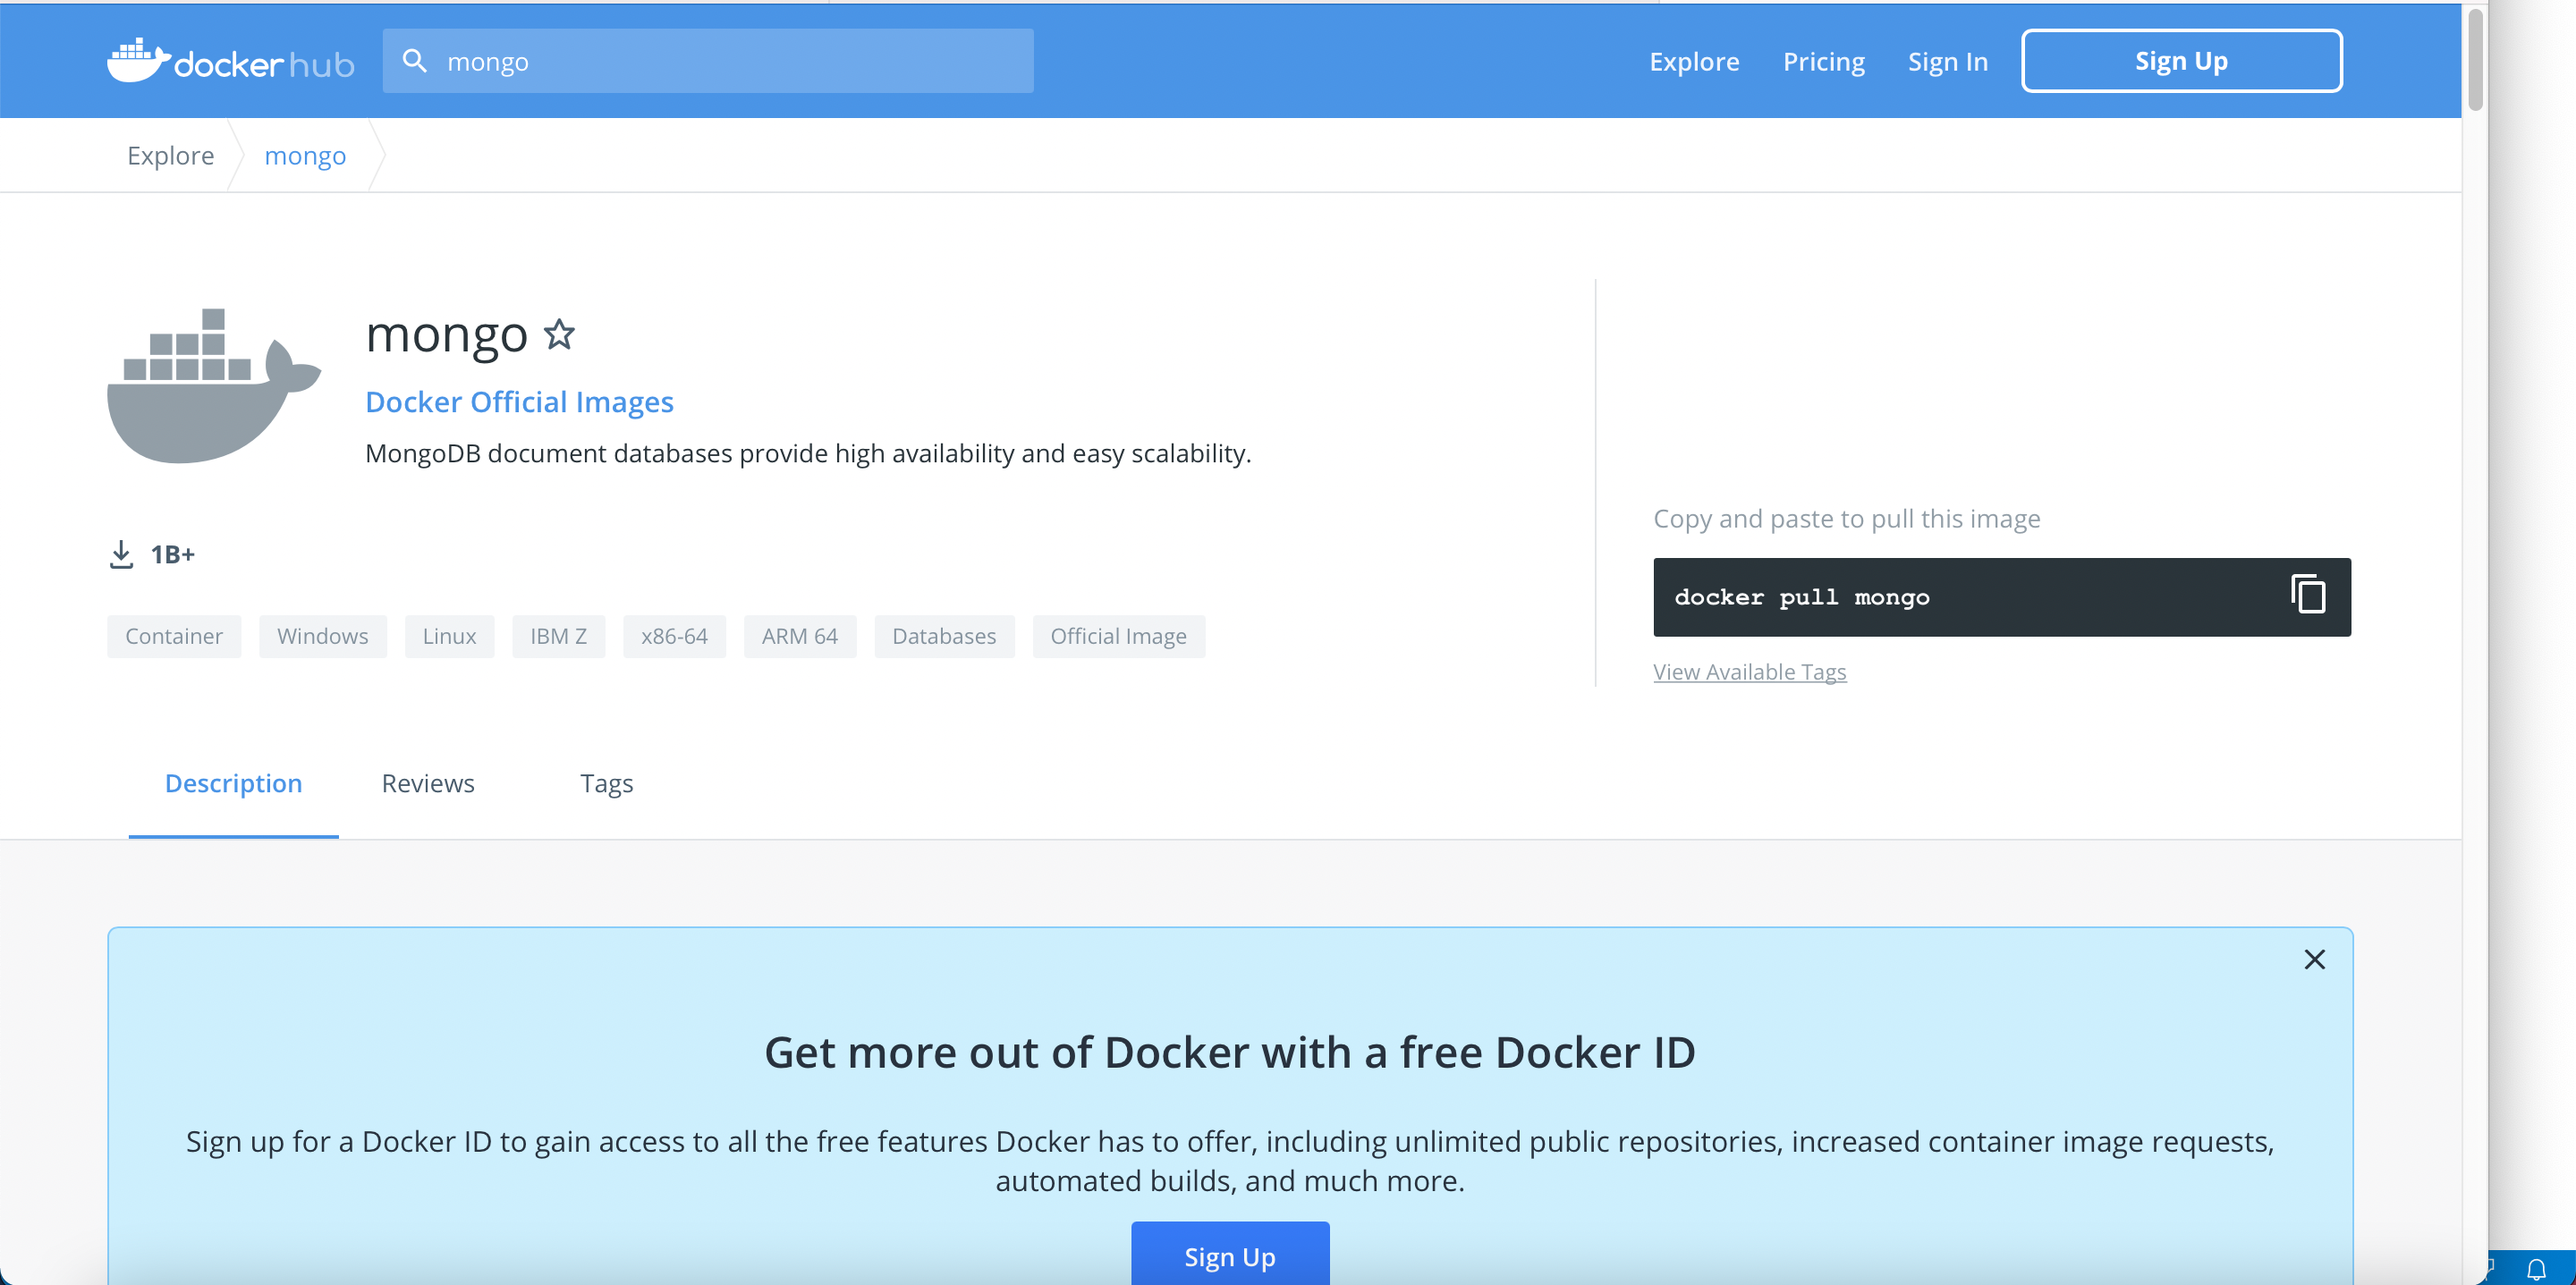 docker hub
mongo
Explore
Pricing
Sign In
Sign Up
Explore
mongo
mongo
Docker Official Images
MongoDB document databases provide high availability and easy scalability.
1B+
Container
Windows
Linux
IBM Z
x86-64
ARM 64
Databases
Official Image
Copy and paste to pull this image
docker pull mongo
View Available Tags
Description
Reviews
Tags
Get more out of Docker with a free Docker ID
Sign up for a Docker ID to gain access to all the free features Docker has to offer, including unlimited public repositories, increased container image requests,
automated builds, and much more.
Sign Up